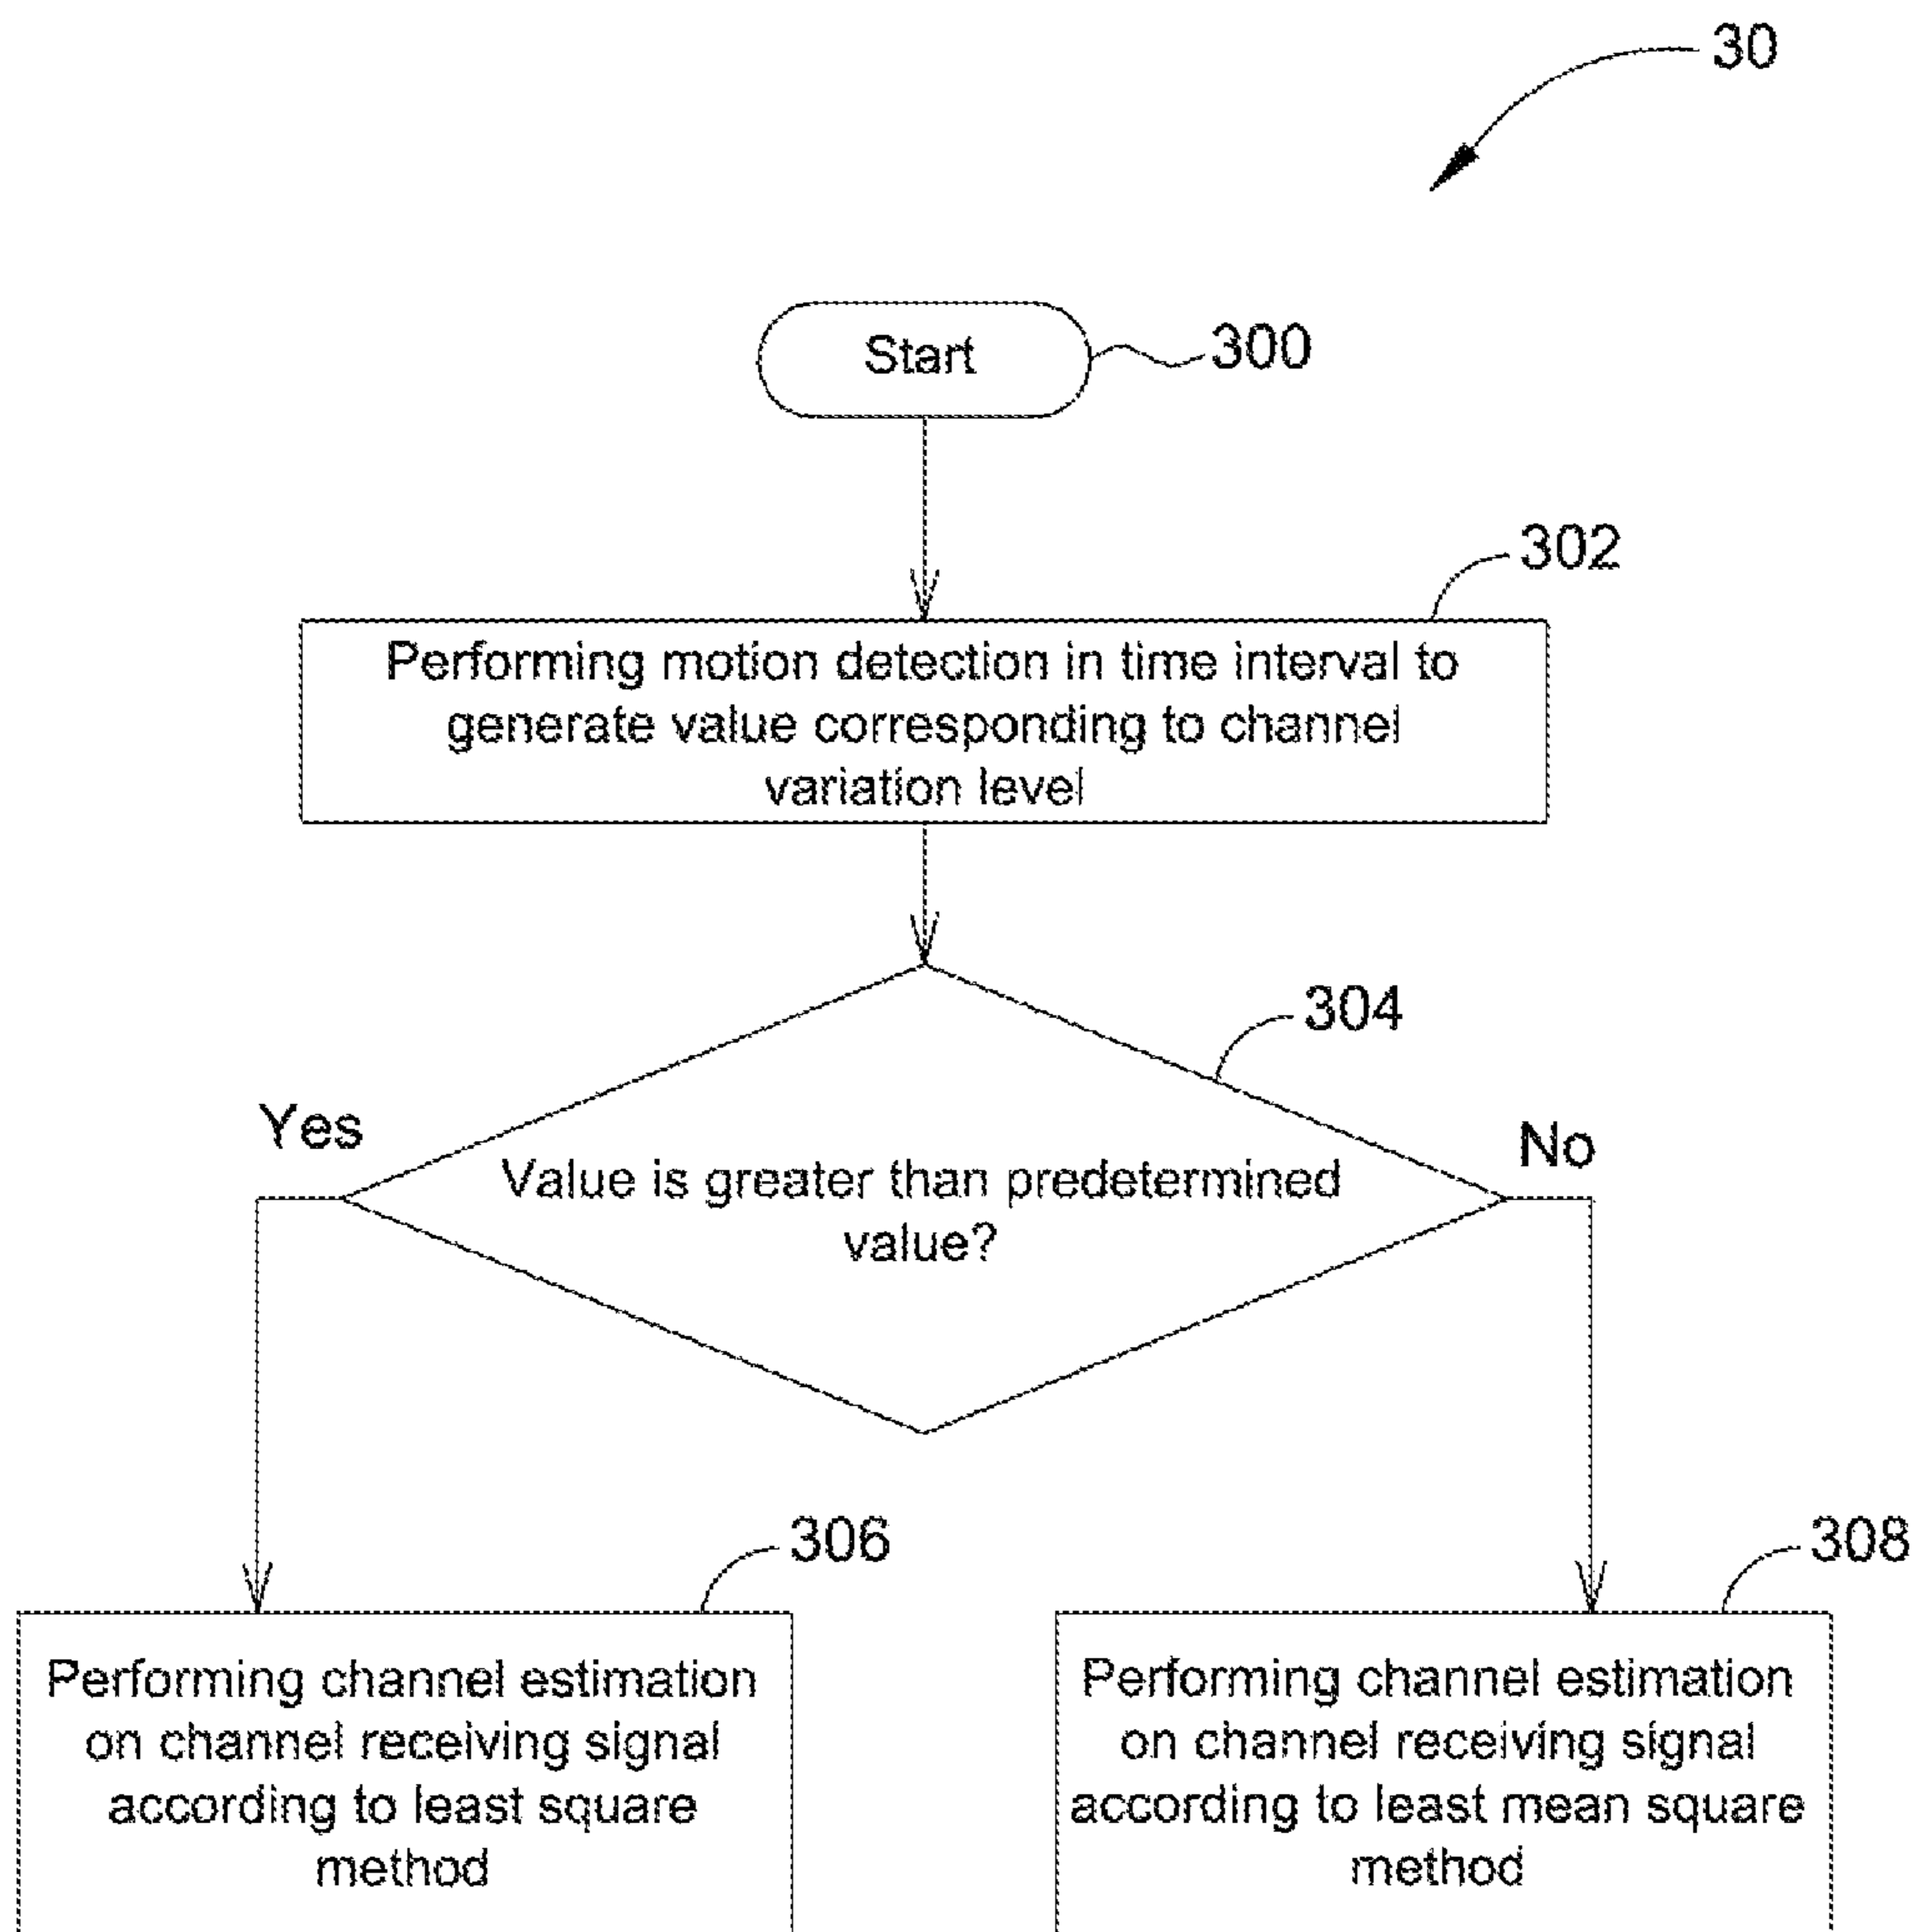 30
Start
300
302
Performing motion detection in time interval to
generate value corresponding to channel
variation level
304
Yes
No
Value is greater than predetermined
value?
306
308
Performing channel estimation
on channel receiving signal
according to least square
method
Performing channel estimation
on channel receiving signal
according to least mean square
method